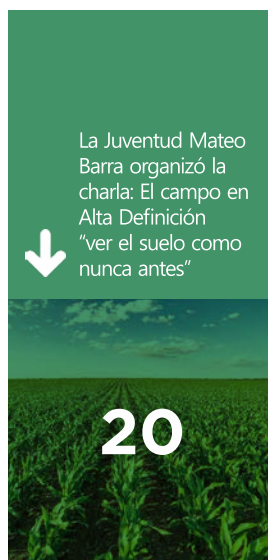 La Juventud Mateo
Barra organizó la
charla: El campo en
Alta Definición
“ver el suelo como
nunca antes”
20